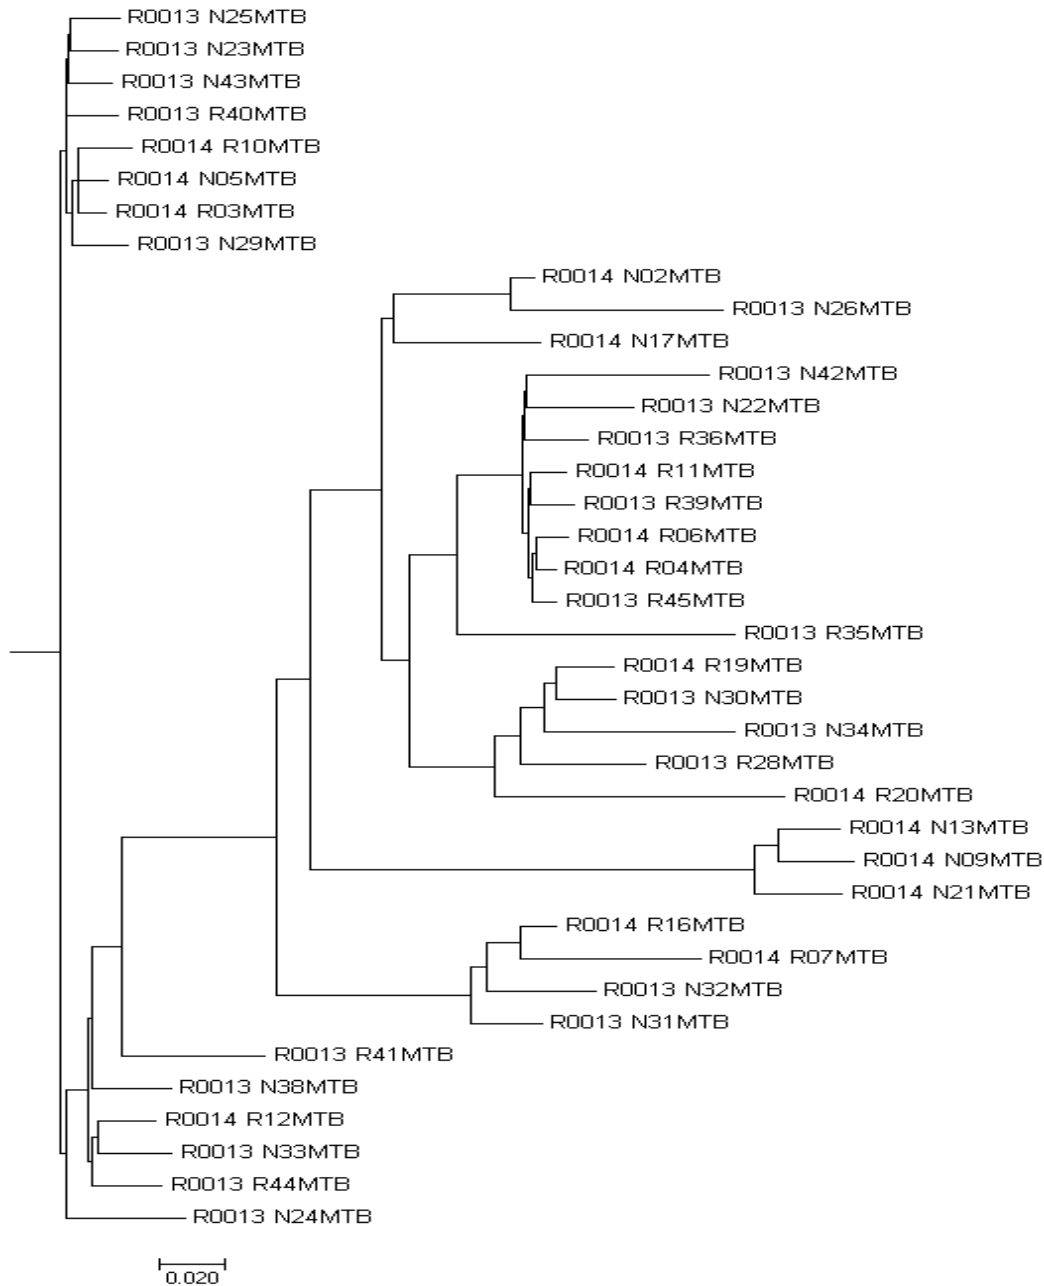 R0013 N25MTB
R0013 N23MTB
R0013 N43MTB
R0013 R40MTB
R0014 R10MTB
R0014 N05MTB
R0014 R03MTB
R0013 N29MTB
R0014 N02MTB
R0013 N26MTB
R0014 N17MTB
R0013 N42MTB
R0013 N22MTB
R0013 R36MTB
R0014 R11MTB
R0013 R39MTB
R0014 R06MTB
R0014 R04MTB
R0013 R45MTB
R0013 R35MTB
R0014 R19MTB
R0013 N30MTB
R0013 N34MTB
R0013 R28MTB
R0014 R20MTB
R0014 N13MTB
R0014 N09MTB
R0014 N21MTB
R0014 R16MTB
R0014 R07MTB
R0013 N32MTB
R0013 N31MTB
R0013 R41MTB
R0013 N38MTB
R0014 R12MTB
R0013 N33MTB
R0013 R44MTB
R0013 N24MTB
0.020